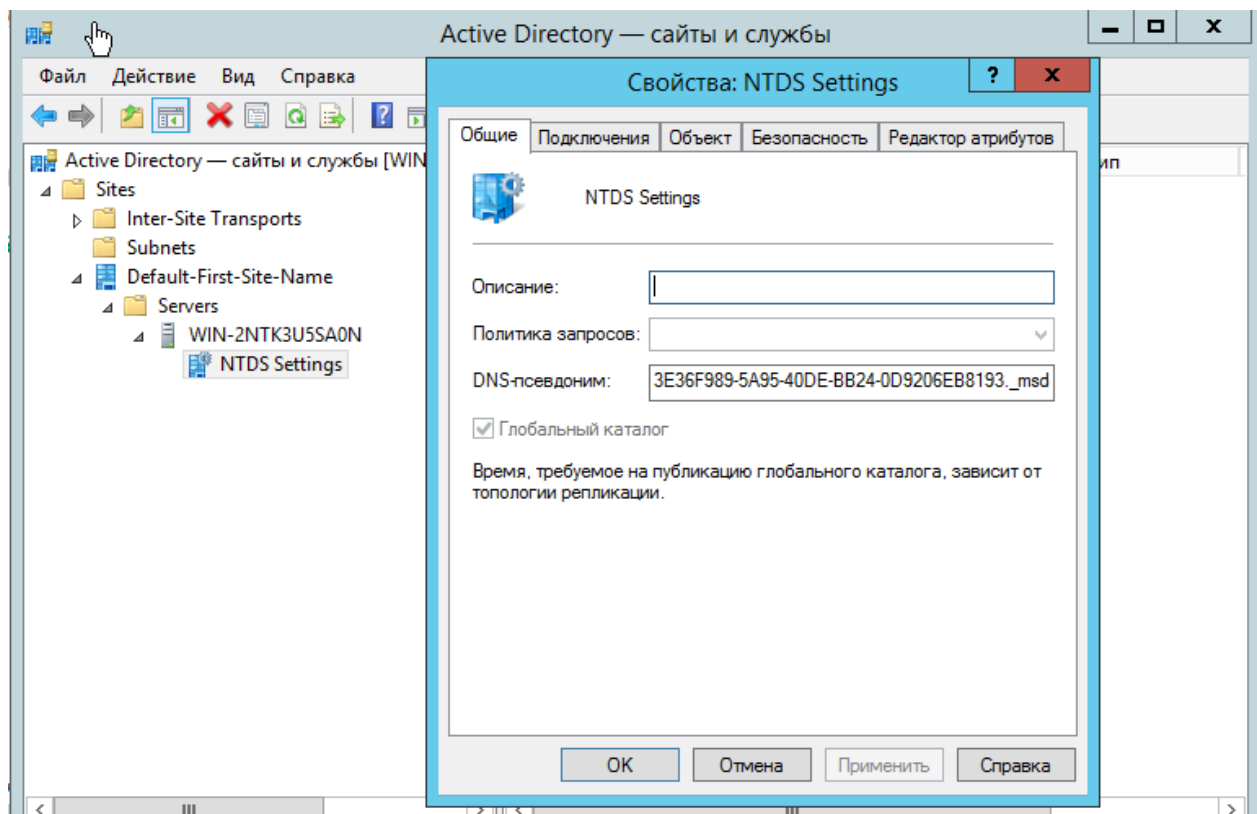 Active Directory — сайты и службы
Файл Действие Вид Справка
Active Directory — сайты и службы [WIN
Sites
Inter-Site Transports
Subnets
Default-First-Site-Name
Servers
WIN-2NTK3U5SA0N
NTDS Settings
ип
Свойства: NTDS Settings
Общие Подключения Объект Безопасность Редактор атрибутов
NTDS Settings
Описание:
Политика запросов:
DNS-псевдоним: 3E36F989-5A95-40DE-BB24-0D9206EB8193._msd
Глобальный каталог
Время, требуемое на публикацию глобального каталога, зависит от
топологии репликации.
OK Отмена Применить Справка